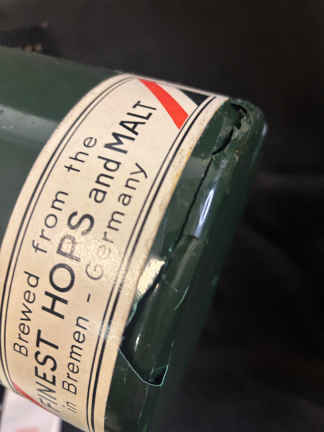 Brewed from the
FINEST HOPS and MALT
in Bremen - Germany